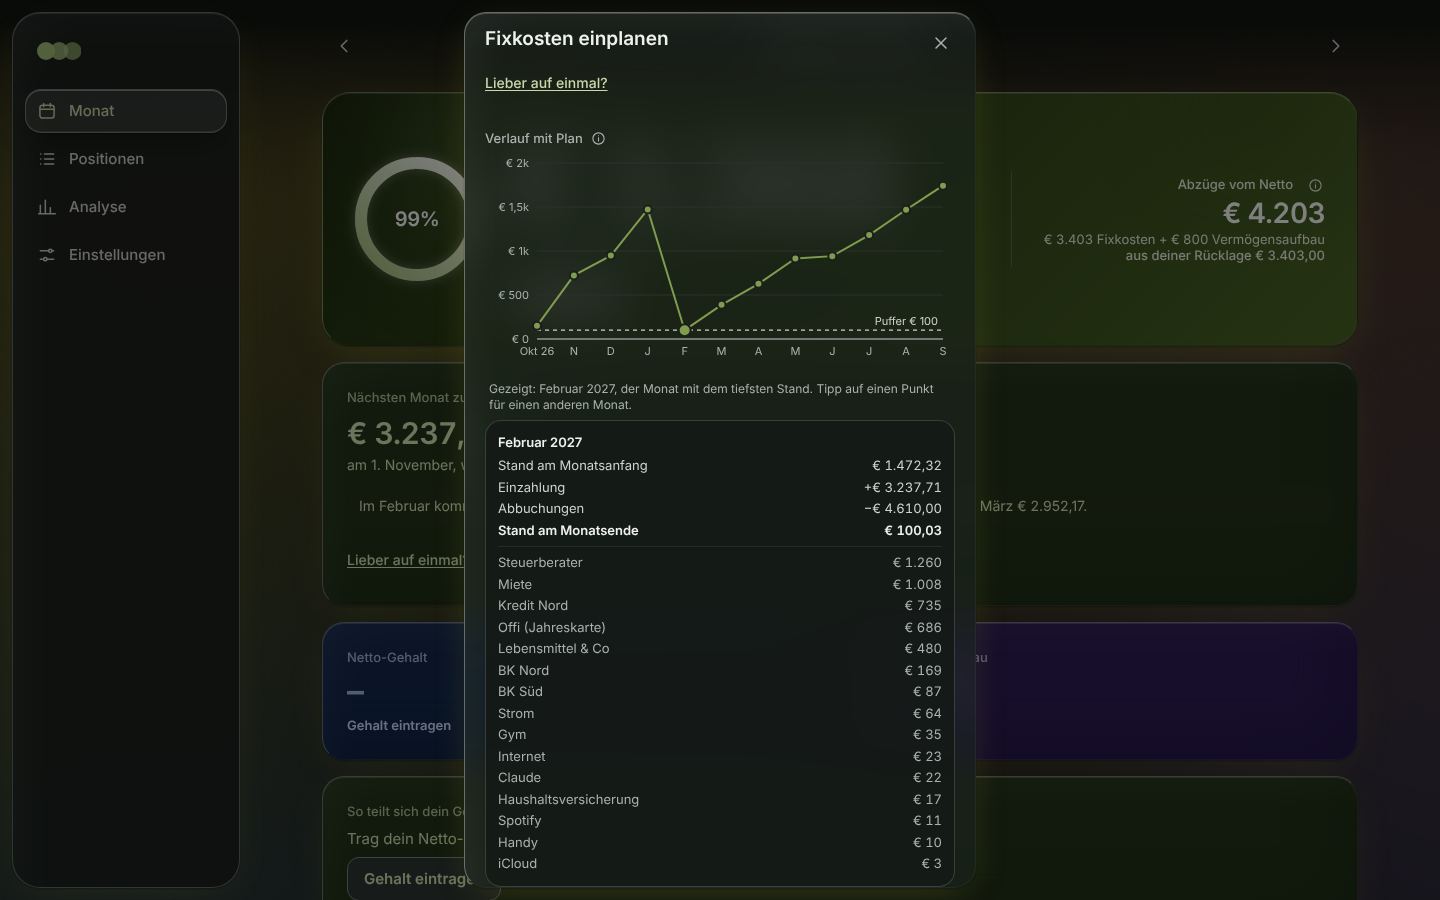 Fixkosten einplanen
Lieber auf einmal?
Verlauf mit Plan
€ 2k
€ 1,5k
€ 1k
€ 500
€ 0
Puffer € 100
Okt 26 N D J F M A M J J A S
Gezeigt: Februar 2027, der Monat mit dem tiefsten Stand. Tipp auf einen Punkt
für einen anderen Monat.
Februar 2027
Stand am Monatsanfang € 1.472,32
Einzahlung +€ 3.237,71
Abbuchungen −€ 4.610,00
Stand am Monatsende € 100,03
Steuerberater € 1.260
Miete € 1.008
Kredit Nord € 735
Offi (Jahreskarte) € 686
Lebensmittel & Co € 480
BK Nord € 169
BK Süd € 87
Strom € 64
Gym € 35
Internet € 23
Claude € 22
Haushaltsversicherung € 17
Spotify € 11
Handy € 10
iCloud € 3
Monat
Positionen
Analyse
Einstellungen
99%
Abzüge vom Netto
€ 4.203
€ 3.403 Fixkosten + € 800 Vermögensaufbau
aus deiner Rücklage € 3.403,00
Nächsten Monat zu
€ 3.237,
am 1. November, w
Im Februar komm
März € 2.952,17.
Lieber auf einmal?
Netto-Gehalt
—
Gehalt eintragen
au
So teilt sich dein Ge
Trag dein Netto-
Gehalt eintrage